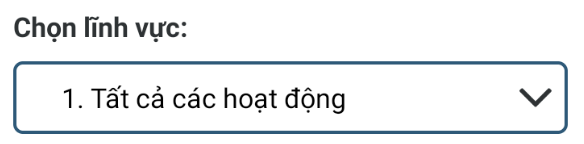 Chọn lĩnh vực:
1. Tất cả các hoạt động